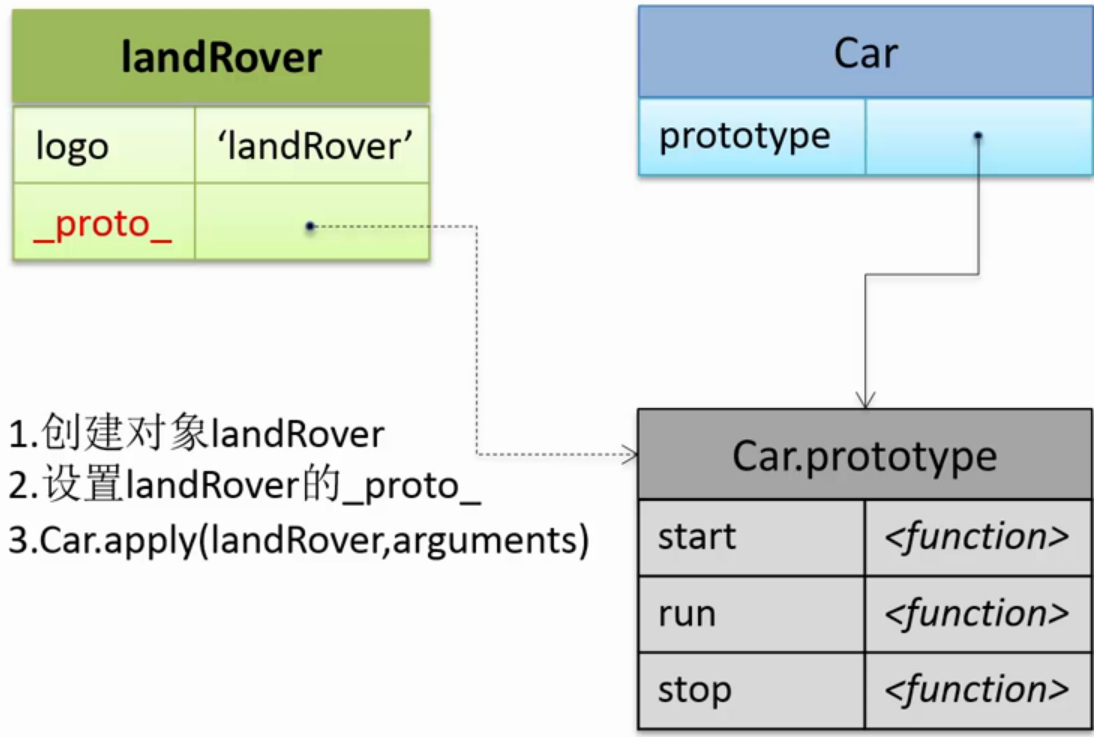 landRover
logo ‘landRover’
_proto_
Car
prototype
1.创建对象landRover
2.设置landRover的_proto_
3.Car.apply(landRover,arguments)
Car.prototype
start <function>
run <function>
stop <function>